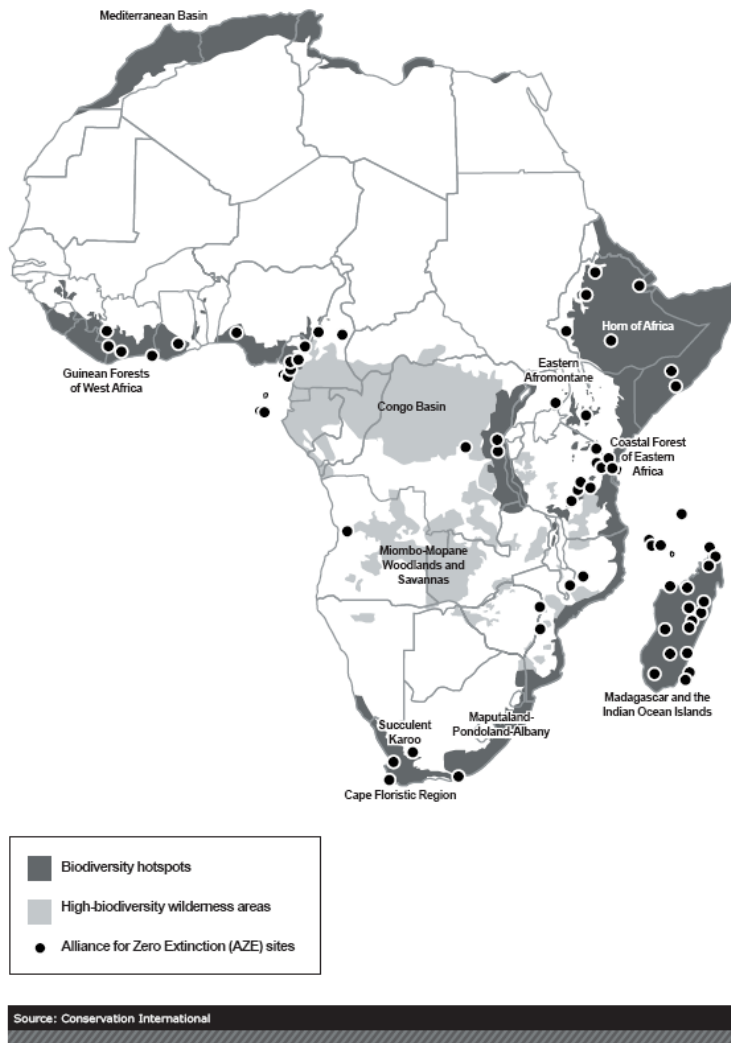 Mediterranean Basin
Horn of Africa
Guinean Forests
of West Africa
Eastern
Afromontane
Congo Basin
Coastal Forest
of Eastern
Africa
Miombo-Mopane
Woodlands and
Savannas
Madagascar and the
Indian Ocean Islands
Succulent
Karoo
Maputaland-
Pondoland-Albany
Cape Floristic Region
Biodiversity hotspots
High-biodiversity wilderness areas
Alliance for Zero Extinction (AZE) sites
Source: Conservation International